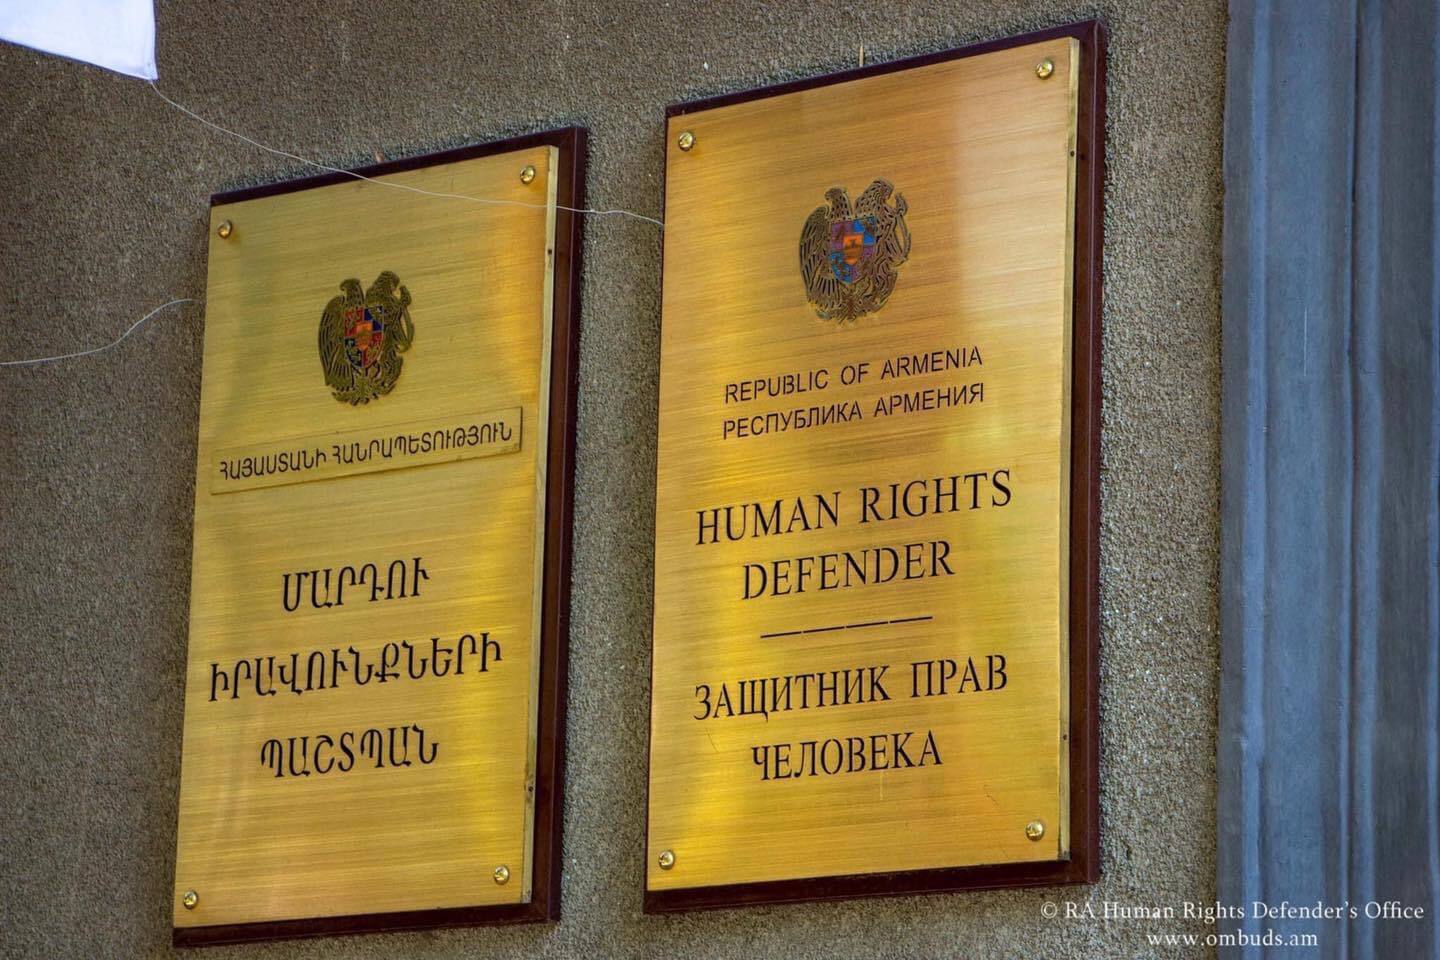 ՀԱՅԱՍՏԱՆԻ ՀԱՆՐԱՊԵՏՈՒԹՅՈՒՆ
ՄԱՐԴՈՒ
ԻՐԱՎՈՒՆՔՆԵՐԻ
ՊԱՇՏՊԱՆ
REPUBLIC OF ARMENIA
РЕСПУБЛИКА АРМЕНИЯ
HUMAN RIGHTS
DEFENDER
ЗАЩИТНИК ПРАВ
ЧЕЛОВЕКА
© RA Human Rights Defender's Office
www.ombuds.am